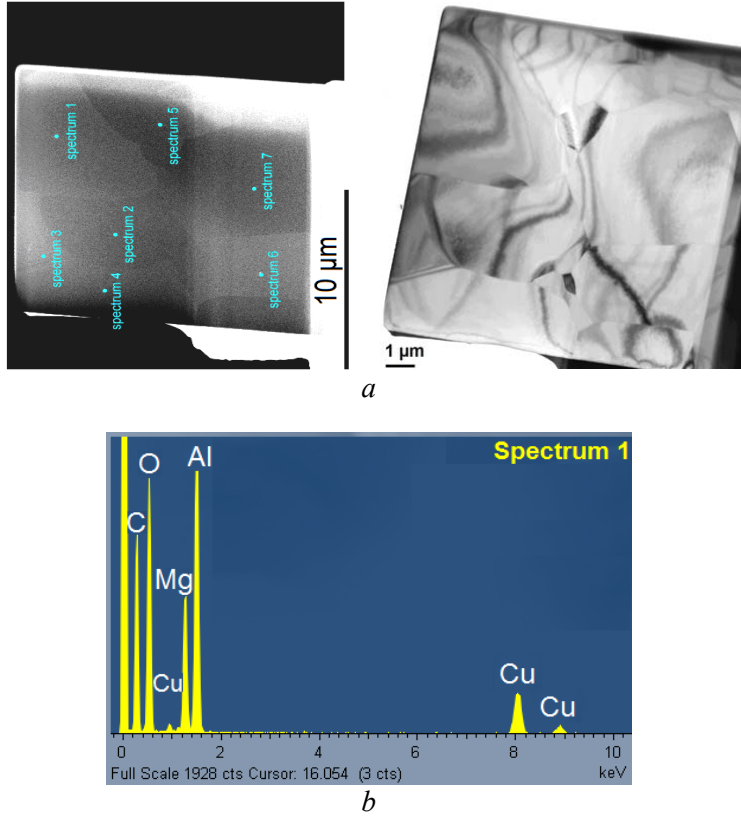 spectrum 1
spectrum 5
spectrum 7
spectrum 3
spectrum 2
spectrum 4
spectrum 6
10 µm
1 µm
a
Spectrum 1
O
Al
C
Mg
Cu
Cu
Cu
0 2 4 6 8 10
Full Scale 1928 cts Cursor: 16.054 (3 cts) keV
b